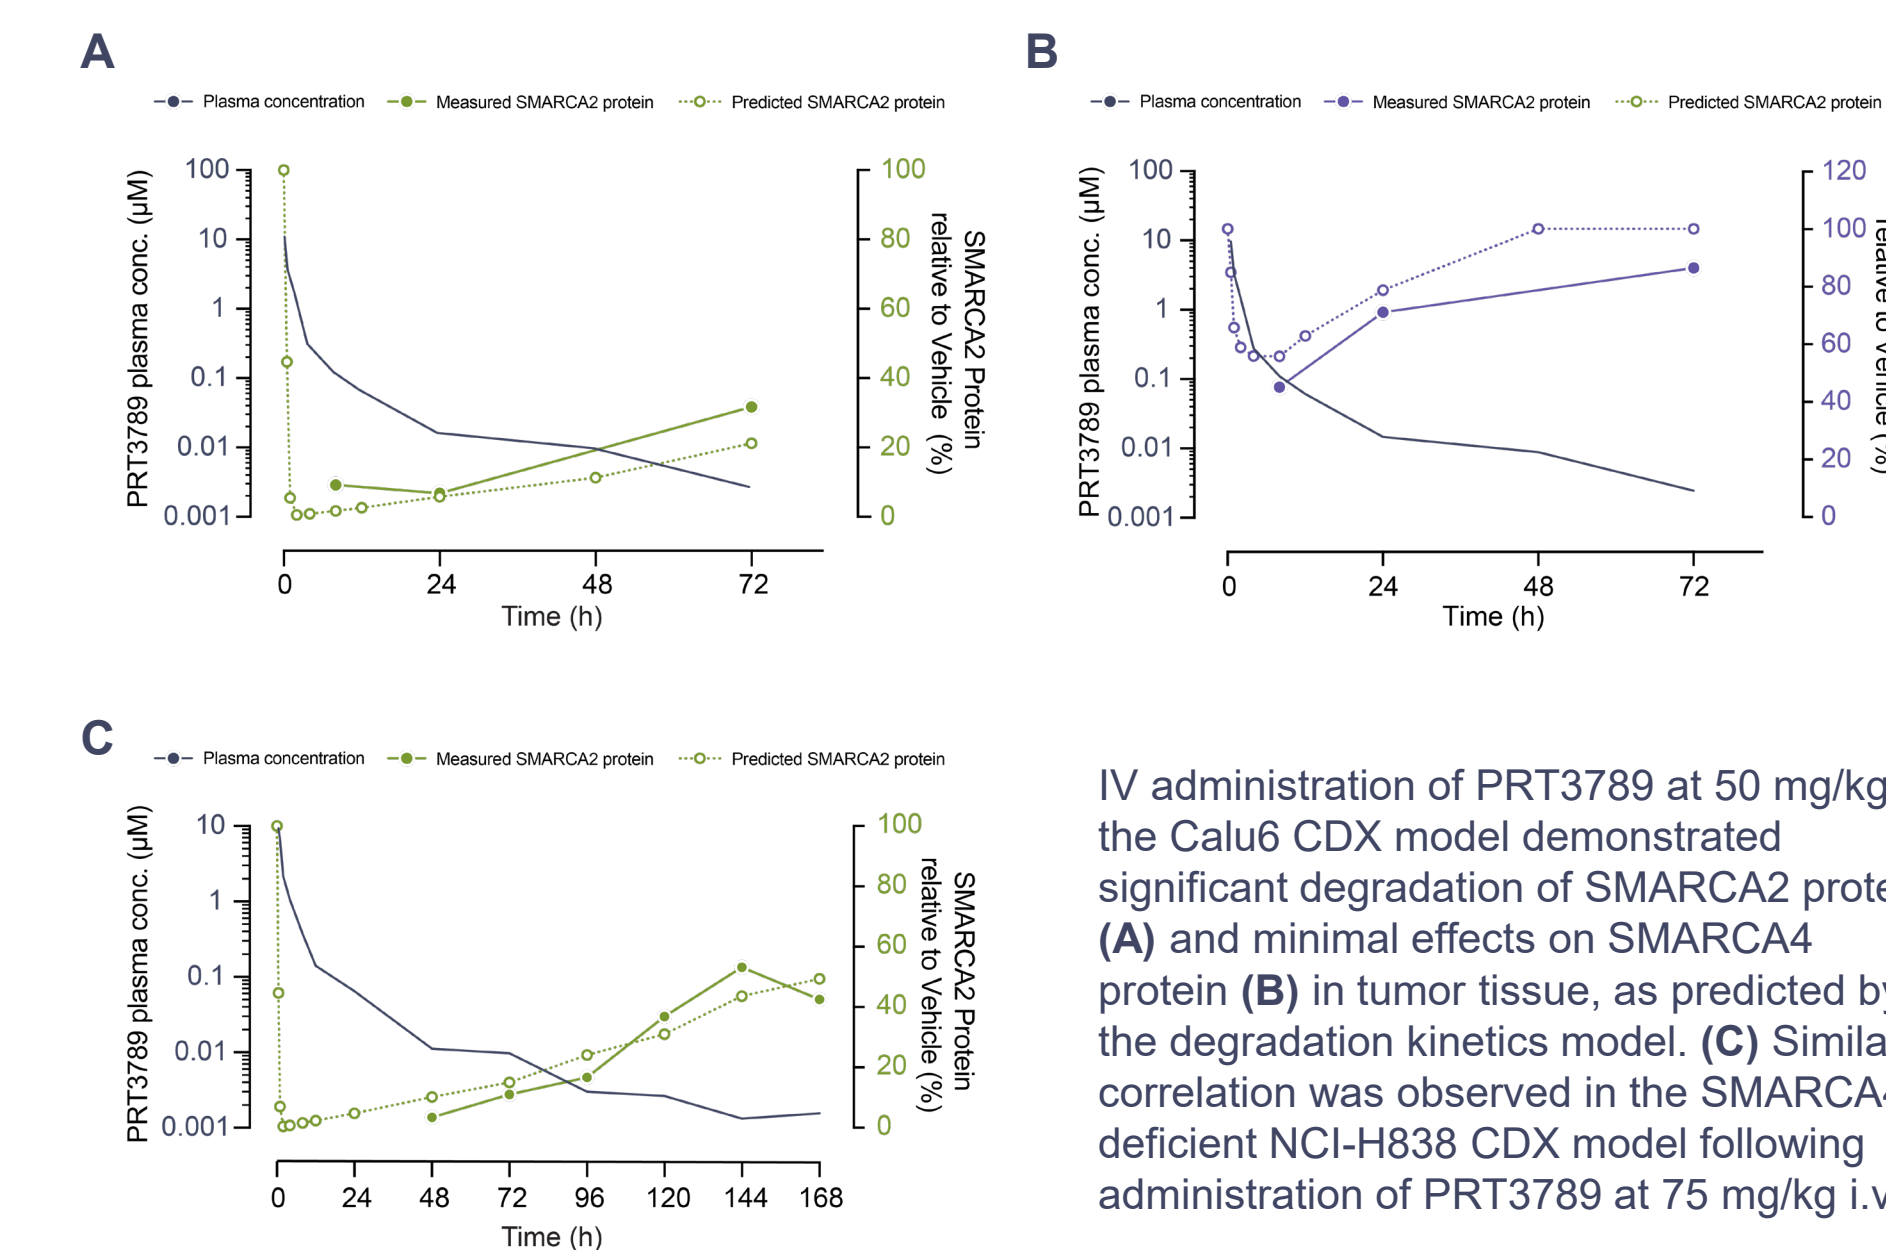 A
Plasma concentration
Measured SMARCA2 protein
Predicted SMARCA2 protein
PRT3789 plasma conc. (µM)
100
10
1
0.1
0.01
0.001
100
80
60
40
20
0
SMARCA2 Protein
relative to Vehicle (%)
0
24
48
72
Time (h)
B
Plasma concentration
Measured SMARCA2 protein
Predicted SMARCA2 protein
PRT3789 plasma conc. (µM)
100
10
1
0.1
0.01
0.001
120
100
80
60
40
20
0
relative to Vehicle (%)
0
24
48
72
Time (h)
C
Plasma concentration
Measured SMARCA2 protein
Predicted SMARCA2 protein
PRT3789 plasma conc. (µM)
10
1
0.1
0.01
0.001
100
80
60
40
20
0
SMARCA2 Protein
relative to Vehicle (%)
0
24
48
72
96
120
144
168
Time (h)
IV administration of PRT3789 at 50 mg/kg
the Calu6 CDX model demonstrated
significant degradation of SMARCA2 prote
(A) and minimal effects on SMARCA4
protein (B) in tumor tissue, as predicted by
the degradation kinetics model. (C) Simila
correlation was observed in the SMARCA4
deficient NCI-H838 CDX model following
administration of PRT3789 at 75 mg/kg i.v